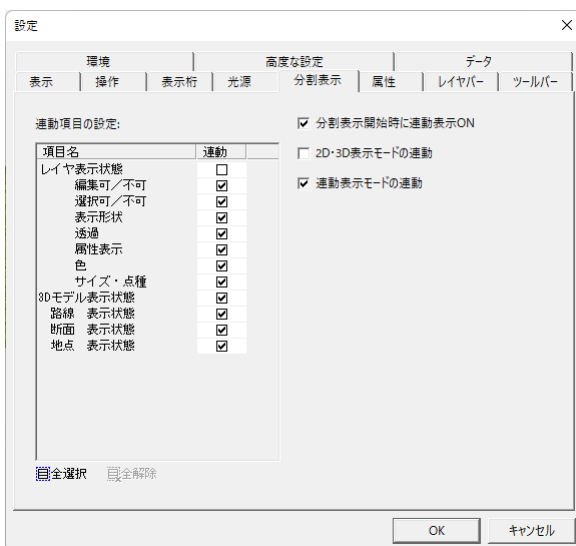 設定
環境 高度な設定 データ
表示 操作 表示桁 光源 分割表示 属性 レイヤバー ツールバー
連動項目の設定:
項目名 連動
レイヤ表示状態
編集可／不可
選択可／不可
表示形状
透過
属性表示
色
サイズ・点種
3Dモデル表示状態
路線 表示状態
断面 表示状態
地点 表示状態
全選択 全解除
分割表示開始時に連動表示ON
2D・3D表示モードの連動
連動表示モードの連動
OK キャンセル